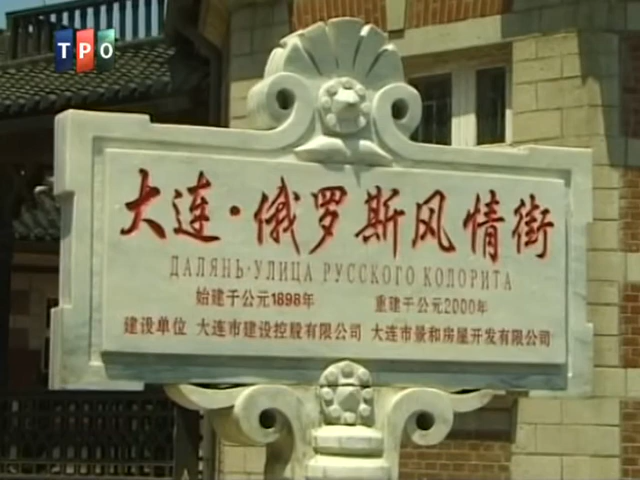 ТРО
大连·俄罗斯风情街
ДАЛЯНЬ·УЛИЦА РУССКОГО КОЛОРИТА
始建于公元1898年 重建于公元2000年
建设单位 大连市建设控股有限公司 大连市景和房屋开发有限公司